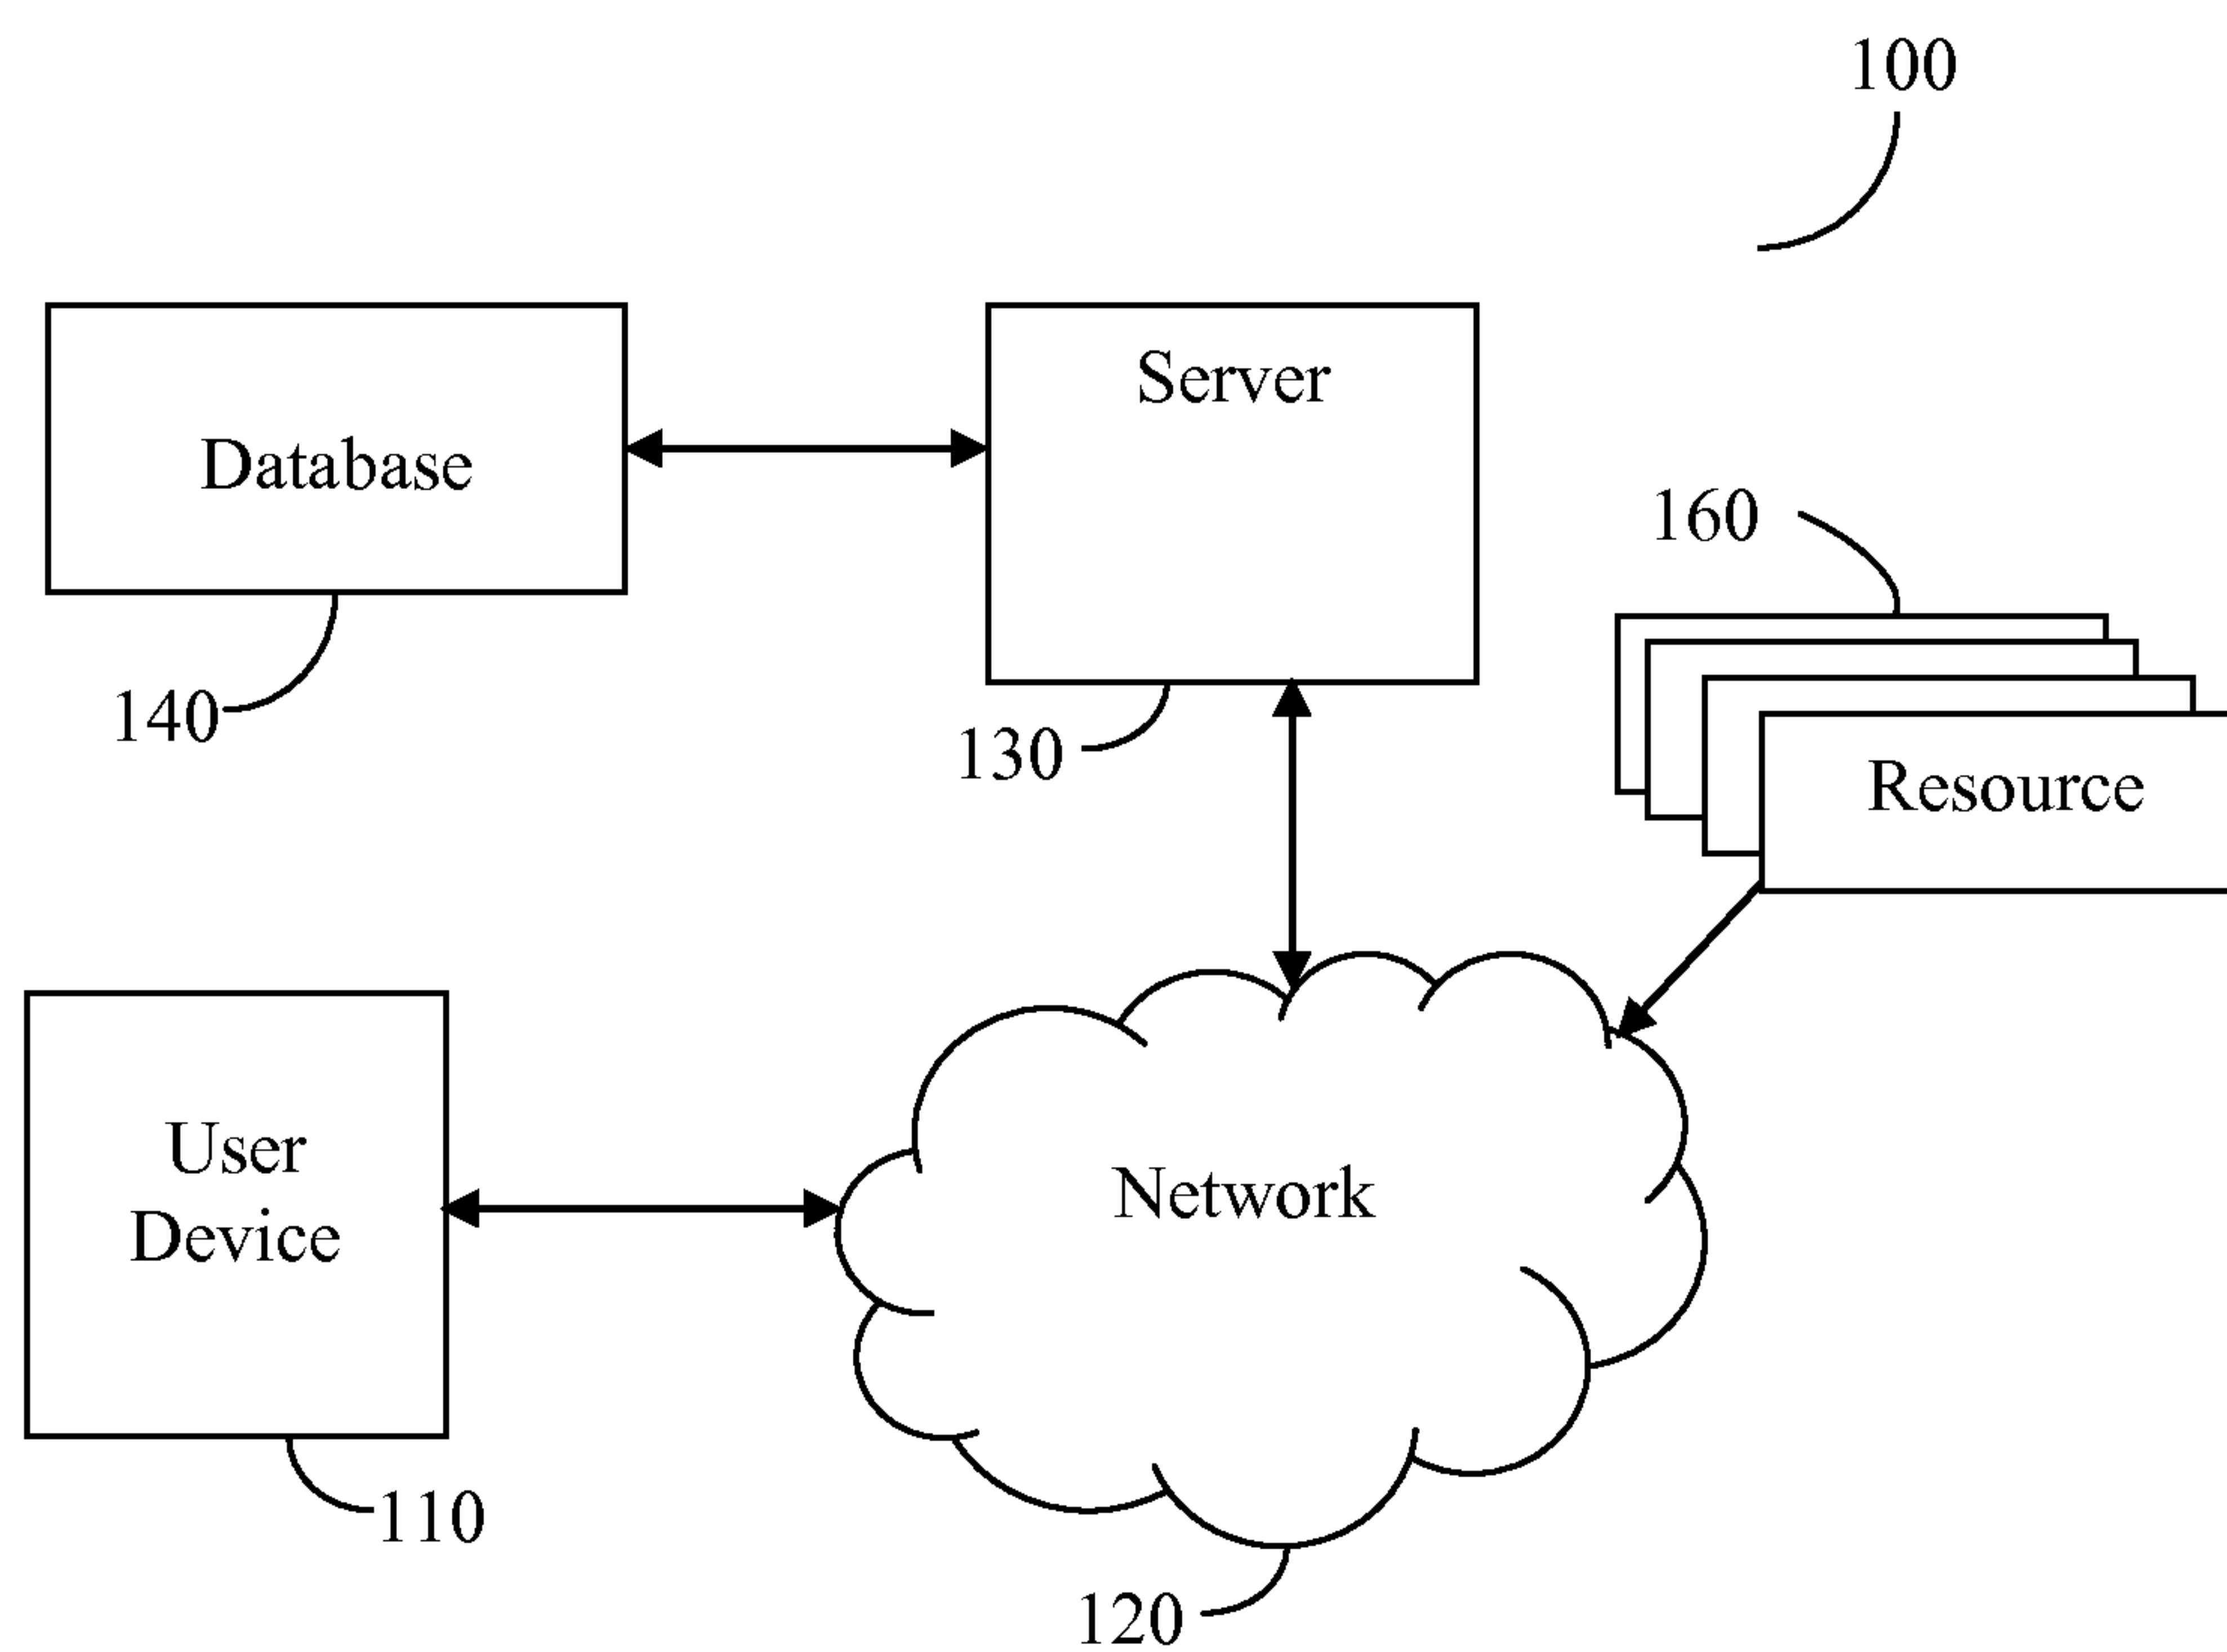 100
Server
Database
160
140
130
Resource
User
Device
Network
110
120